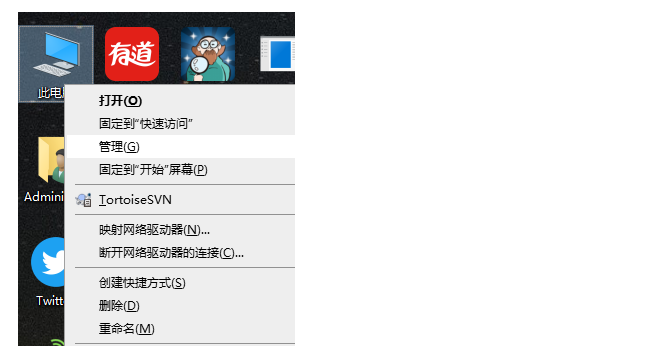 有道
此电
打开(O)
固定到“快速访问”
管理(G)
固定到“开始”屏幕(P)
Admini
TortoiseSVN
映射网络驱动器(N)...
断开网络驱动器的连接(C)...
创建快捷方式(S)
Twitt
删除(D)
重命名(M)